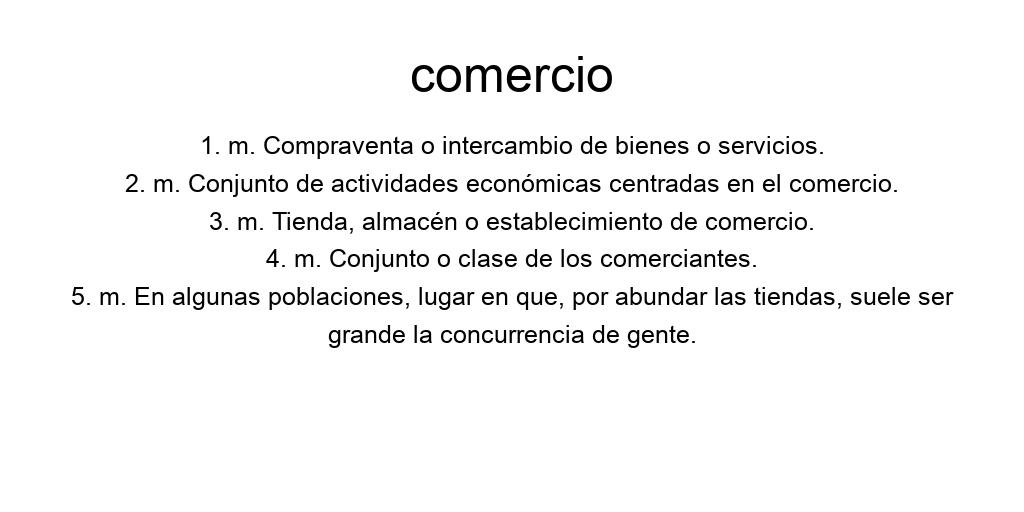 comercio
1. m. Compraventa o intercambio de bienes o servicios.
2. m. Conjunto de actividades económicas centradas en el comercio.
3. m. Tienda, almacén o establecimiento de comercio.
4. m. Conjunto o clase de los comerciantes.
5. m. En algunas poblaciones, lugar en que, por abundar las tiendas, suele ser
grande la concurrencia de gente.